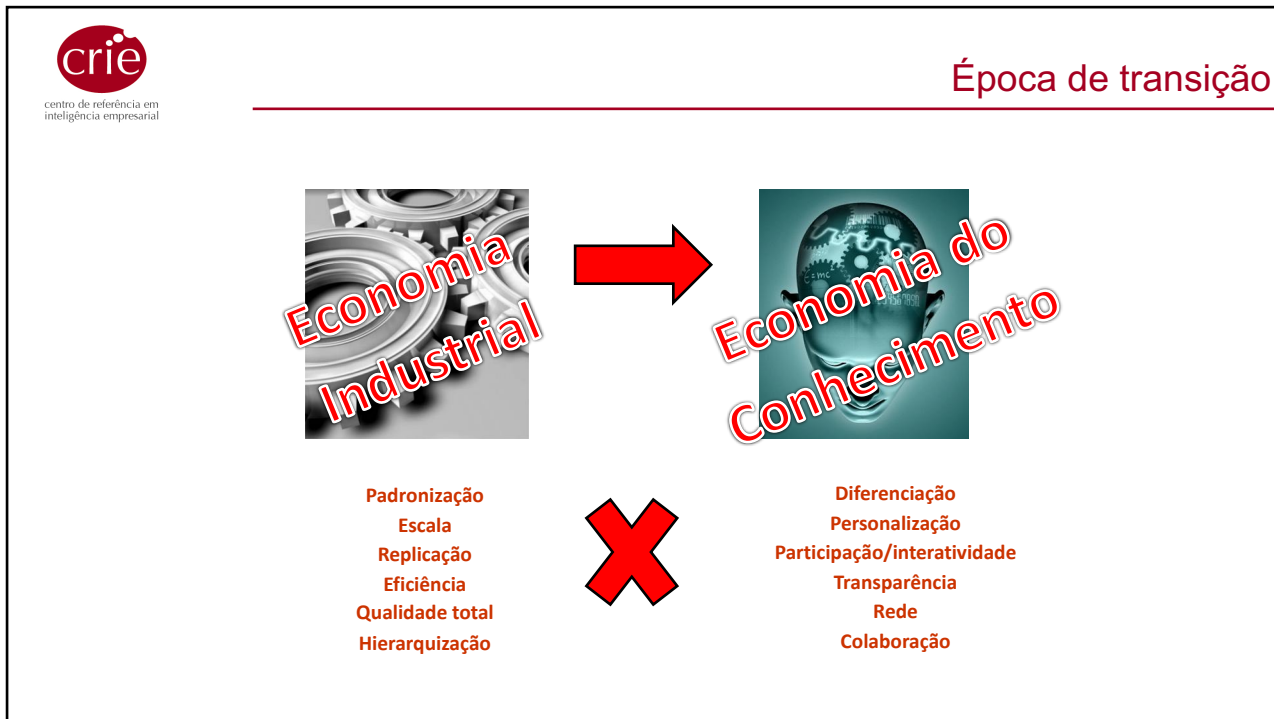 crie
centro de referência em
inteligência empresarial
Época de transição
Economia
Industrial
Economia do
Conhecimento
Padronização
Escala
Replicação
Eficiência
Qualidade total
Hierarquização
Diferenciação
Personalização
Participação/interatividade
Transparência
Rede
Colaboração